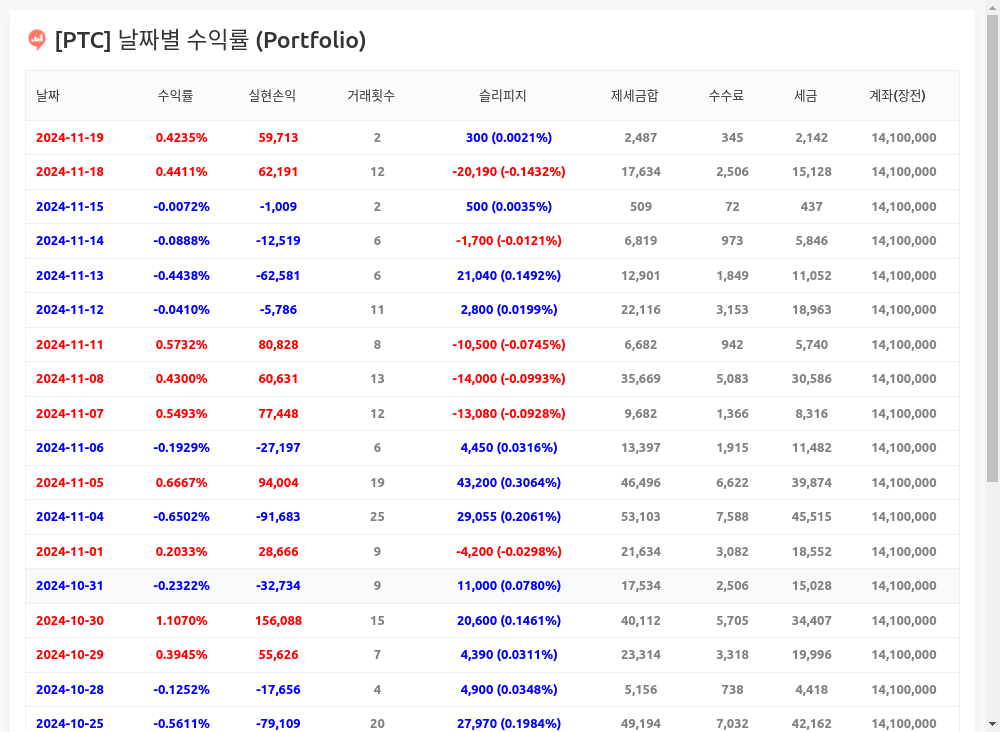 [PTC] 날짜별 수익률 (Portfolio)
날짜 수익률 실현손익 거래횟수 슬리피지 제세금합 수수료 세금 계좌(장전)
2024-11-19 0.4235% 59,713 2 300 (0.0021%) 2,487 345 2,142 14,100,000
2024-11-18 0.4411% 62,191 12 -20,190 (-0.1432%) 17,634 2,506 15,128 14,100,000
2024-11-15 -0.0072% -1,009 2 500 (0.0035%) 509 72 437 14,100,000
2024-11-14 -0.0888% -12,519 6 -1,700 (-0.0121%) 6,819 973 5,846 14,100,000
2024-11-13 -0.4438% -62,581 6 21,040 (0.1492%) 12,901 1,849 11,052 14,100,000
2024-11-12 -0.0410% -5,786 11 2,800 (0.0199%) 22,116 3,153 18,963 14,100,000
2024-11-11 0.5732% 80,828 8 -10,500 (-0.0745%) 6,682 942 5,740 14,100,000
2024-11-08 0.4300% 60,631 13 -14,000 (-0.0993%) 35,669 5,083 30,586 14,100,000
2024-11-07 0.5493% 77,448 12 -13,080 (-0.0928%) 9,682 1,366 8,316 14,100,000
2024-11-06 -0.1929% -27,197 6 4,450 (0.0316%) 13,397 1,915 11,482 14,100,000
2024-11-05 0.6667% 94,004 19 43,200 (0.3064%) 46,496 6,622 39,874 14,100,000
2024-11-04 -0.6502% -91,683 25 29,055 (0.2061%) 53,103 7,588 45,515 14,100,000
2024-11-01 0.2033% 28,666 9 -4,200 (-0.0298%) 21,634 3,082 18,552 14,100,000
2024-10-31 -0.2322% -32,734 9 11,000 (0.0780%) 17,534 2,506 15,028 14,100,000
2024-10-30 1.1070% 156,088 15 20,600 (0.1461%) 40,112 5,705 34,407 14,100,000
2024-10-29 0.3945% 55,626 7 4,390 (0.0311%) 23,314 3,318 19,996 14,100,000
2024-10-28 -0.1252% -17,656 4 4,900 (0.0348%) 5,156 738 4,418 14,100,000
2024-10-25 -0.5611% -79,109 20 27,970 (0.1984%) 49,194 7,032 42,162 14,100,000